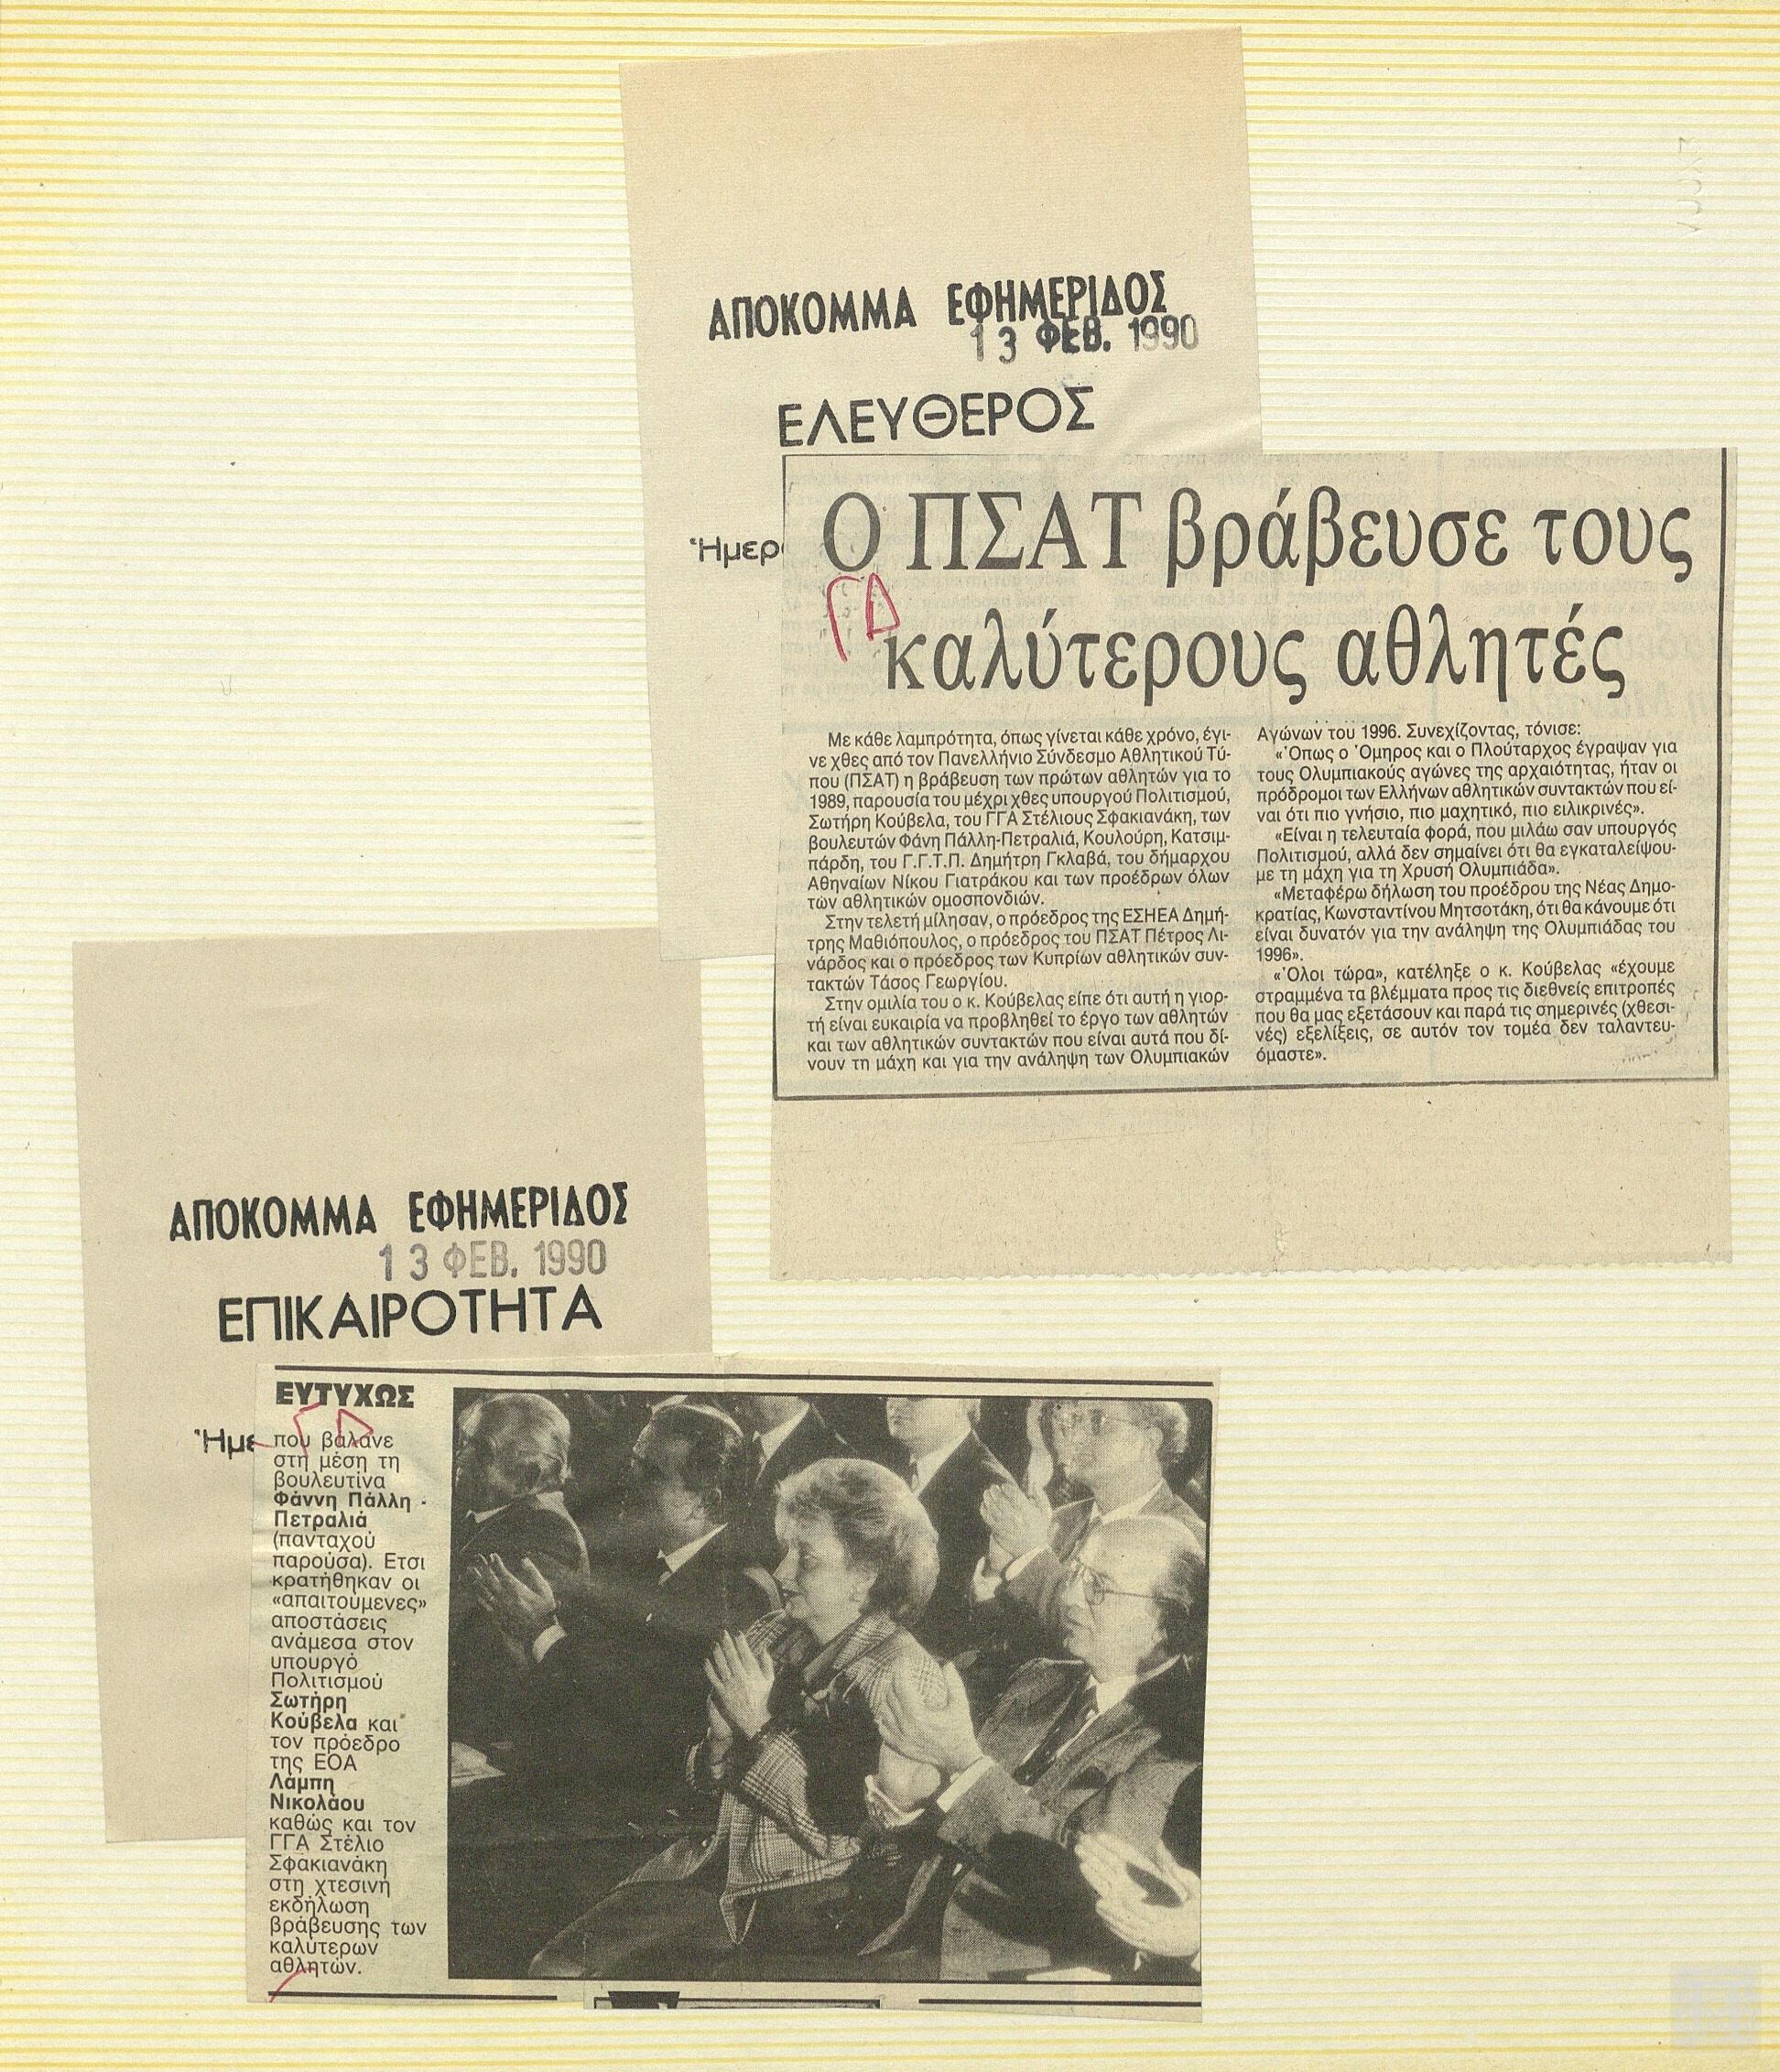 ΑΠΟΚΟΜΜΑ ΕΦΗΜΕΡΙΔΟΣ
13 ΦΕΒ. 1990
ΕΛΕΥΘΕΡΟΣ
Ο ΠΣΑΤ βράβευσε τους
καλύτερους αθλητές
Με κάθε λαμπρότητα, όπως γίνεται κάθε χρόνο, έγι-
νε χθες από τον Πανελλήνιο Σύνδεσμο Αθλητικού Τύ-
που (ΠΣΑΤ) η βράβευση των πρώτων αθλητών για το
1989, παρουσία του μέχρι χθες υπουργού Πολιτισμού,
Σωτήρη Κούβελα, του ΓΓΑ Στέλιους Σφακιανάκη, των
βουλευτών Φάνη Πάλλη-Πετραλιά, Κουλούρη, Κατσιμ-
πάρδη, του Γ.Γ.Τ.Π. Δημήτρη Γκλαβά, του δήμαρχου
Αθηναίων Νίκου Γιατράκου και των προέδρων όλων
των αθλητικών ομοσπονδιών.
Στην τελετή μίλησαν, ο πρόεδρος της ΕΣΗΕΑ Δημή-
τρης Μαθιόπουλος, ο πρόεδρος του ΠΣΑΤ Πέτρος Λι-
νάρδος και ο πρόεδρος των Κυπρίων αθλητικών συν-
τακτών Τάσος Γεωργίου.
Στην ομιλία του ο κ. Κούβελας είπε ότι αυτή η γιορ-
τή είναι ευκαιρία να προβληθεί το έργο των αθλητών
και των αθλητικών συντακτών που είναι αυτά που δί-
νουν τη μάχη και για την ανάληψη των Ολυμπιακών
Αγώνων του 1996. Συνεχίζοντας, τόνισε:
«Όπως ο Όμηρος και ο Πλούταρχος έγραψαν για
τους Ολυμπιακούς αγώνες της αρχαιότητας, ήταν οι
πρόδρομοι των Ελλήνων αθλητικών συντακτών που εί-
ναι ότι πιο γνήσιο, πιο μαχητικό, πιο ειλικρινές».
«Είναι η τελευταία φορά, που μιλάω σαν υπουργός
Πολιτισμού, αλλά δεν σημαίνει ότι θα εγκαταλείψου-
με τη μάχη για τη Χρυσή Ολυμπιάδα».
«Μεταφέρω δήλωση του προέδρου της Νέας Δημο-
κρατίας, Κωνσταντίνου Μητσοτάκη, ότι θα κάνουμε ότι
είναι δυνατόν για την ανάληψη της Ολυμπιάδας του
1996».
«Όλοι τώρα», κατέληξε ο κ. Κούβελας «έχουμε
στραμμένα τα βλέμματα προς τις διεθνείς επιτροπές
που θα μας εξετάσουν και παρά τις σημερινές (χθεσι-
νές) εξελίξεις, σε αυτόν τον τομέα δεν ταλαντευ-
όμαστε».
ΑΠΟΚΟΜΜΑ ΕΦΗΜΕΡΙΔΟΣ
13 ΦΕΒ. 1990
ΕΠΙΚΑΙΡΟΤΗΤΑ
ΕΥΤΥΧΩΣ
που βάλανε
στη μέση τη
βουλευτίνα
Φάννη Πάλλη -
Πετραλιά
(πανταχού
παρούσα). Ετσι
κρατήθηκαν οι
«απαιτούμενες»
αποστάσεις
ανάμεσα στον
υπουργό
Πολιτισμού
Σωτήρη
Κούβελα και
τον πρόεδρο
της ΕΟΑ
Λάμπη
Νικολάου
καθώς και τον
ΓΓΑ Στέλιο
Σφακιανάκη
στη χτεσινή
εκδήλωση
βράβευσης των
καλύτερων
αθλητών.